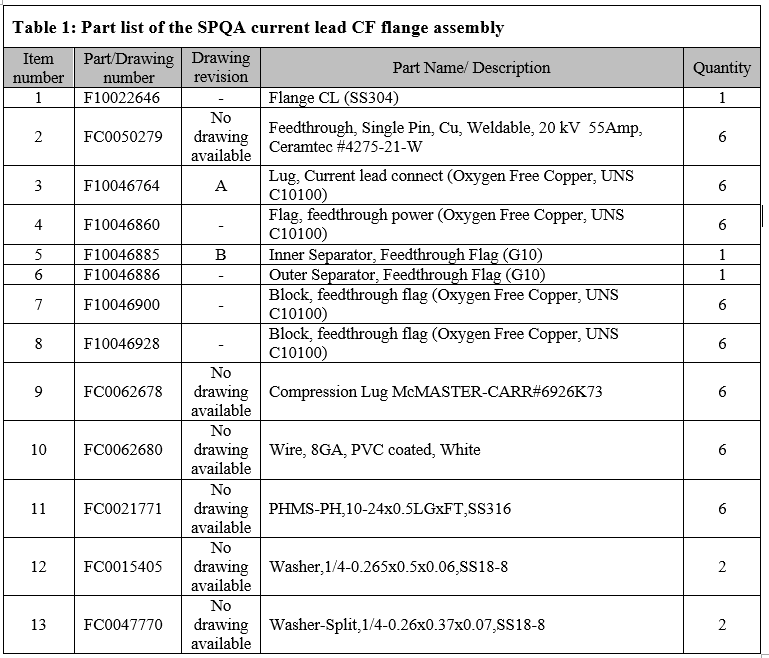 Table 1: Part list of the SPQA current lead CF flange assembly
Item number | Part/Drawing number | Drawing revision | Part Name/ Description | Quantity
1 | F10022646 | - | Flange CL (SS304) | 1
2 | FC0050279 | No drawing available | Feedthrough, Single Pin, Cu, Weldable, 20 kV  55Amp, Ceramtec #4275-21-W | 6
3 | F10046764 | A | Lug, Current lead connect (Oxygen Free Copper, UNS C10100) | 6
4 | F10046860 | - | Flag, feedthrough power (Oxygen Free Copper, UNS C10100) | 6
5 | F10046885 | B | Inner Separator, Feedthrough Flag (G10) | 1
6 | F10046886 | - | Outer Separator, Feedthrough Flag (G10) | 1
7 | F10046900 | - | Block, feedthrough flag (Oxygen Free Copper, UNS C10100) | 6
8 | F10046928 | - | Block, feedthrough flag (Oxygen Free Copper, UNS C10100) | 6
9 | FC0062678 | No drawing available | Compression Lug McMASTER-CARR#6926K73 | 6
10 | FC0062680 | No drawing available | Wire, 8GA, PVC coated, White | 6
11 | FC0021771 | No drawing available | PHMS-PH,10-24x0.5LGxFT,SS316 | 6
12 | FC0015405 | No drawing available | Washer,1/4-0.265x0.5x0.06,SS18-8 | 2
13 | FC0047770 | No drawing available | Washer-Split,1/4-0.26x0.37x0.07,SS18-8 | 2